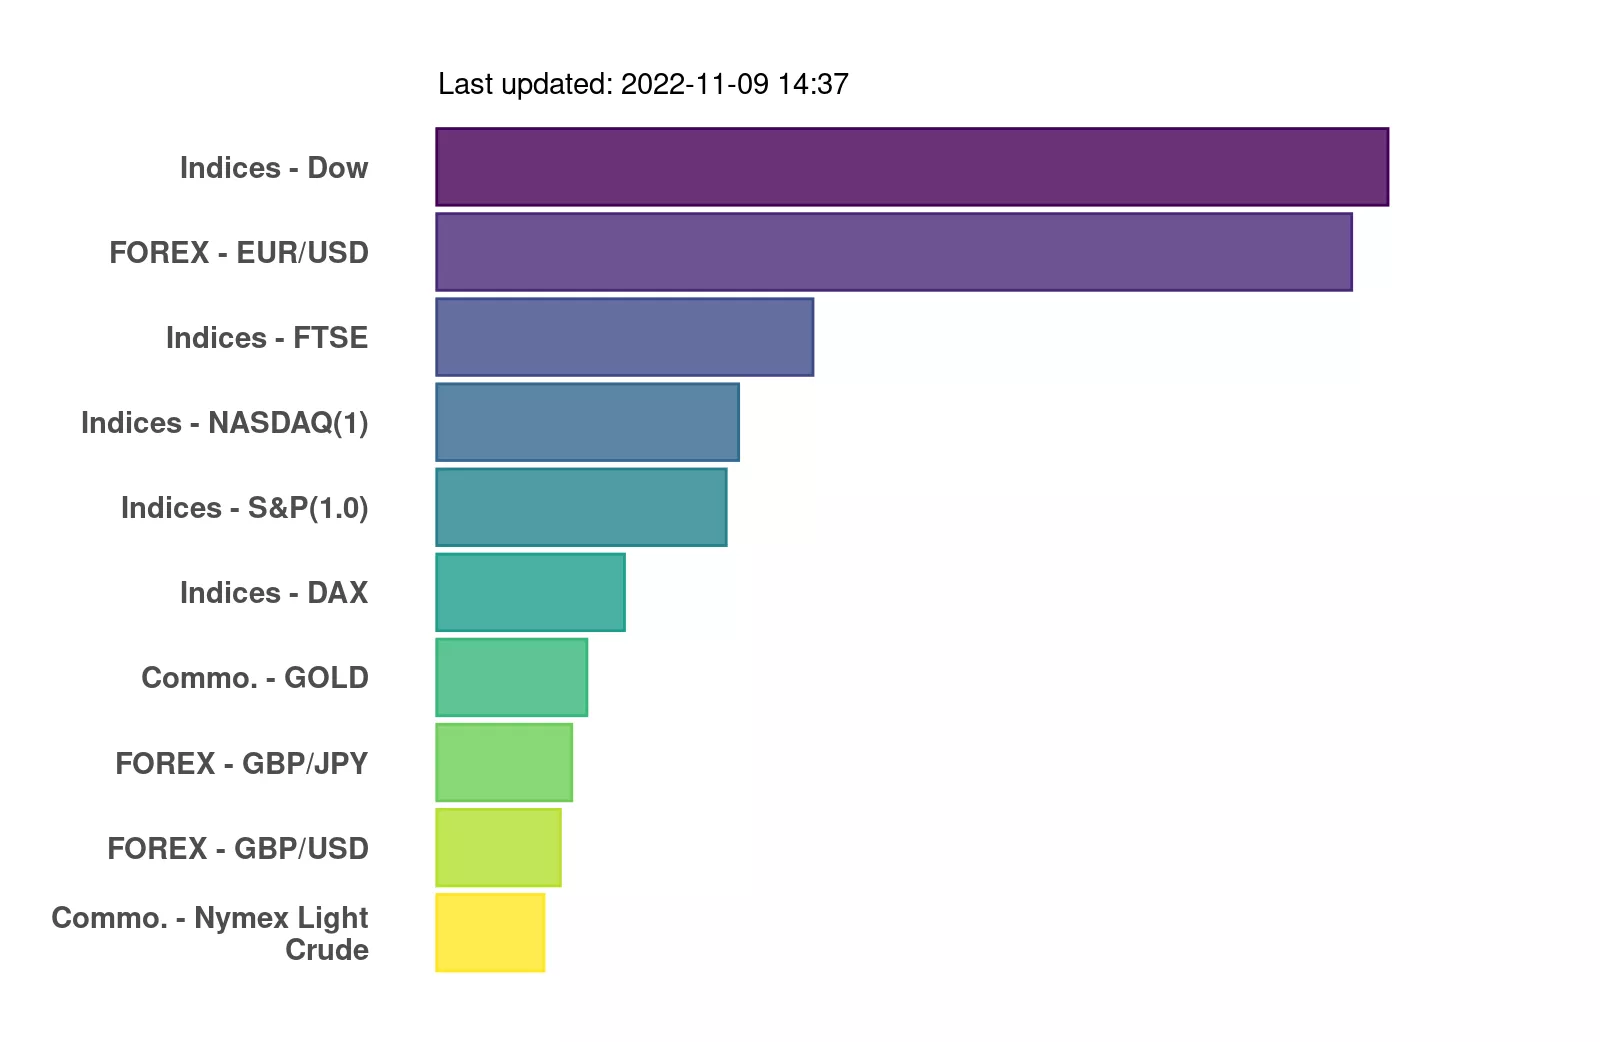 Last updated: 2022-11-09 14:37
Indices - Dow
FOREX - EUR/USD
Indices - FTSE
Indices - NASDAQ(1)
Indices - S&P(1.0)
Indices - DAX
Commo. - GOLD
FOREX - GBP/JPY
FOREX - GBP/USD
Commo. - Nymex Light
Crude